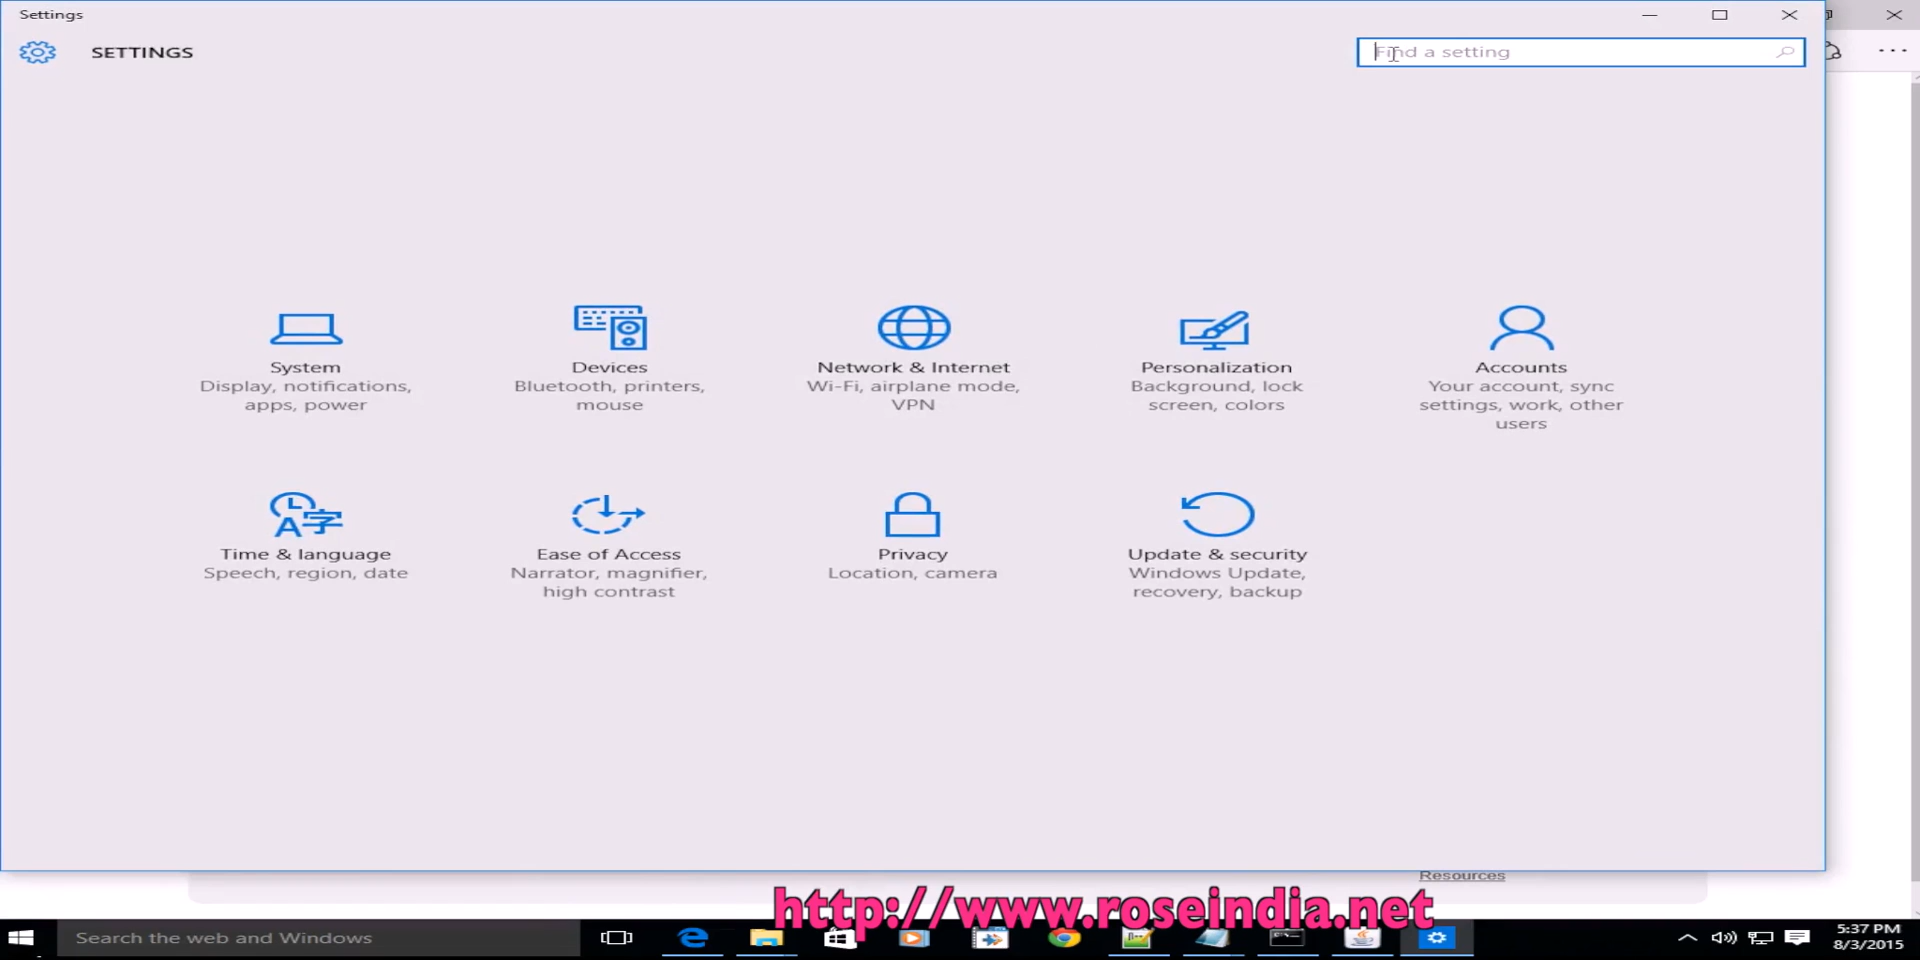 Settings
SETTINGS
Find a setting
System
Display, notifications,
apps, power
Devices
Bluetooth, printers,
mouse
Network & Internet
Wi-Fi, airplane mode,
VPN
Personalization
Background, lock
screen, colors
Accounts
Your account, sync
settings, work, other
users
Time & language
Speech, region, date
Ease of Access
Narrator, magnifier,
high contrast
Privacy
Location, camera
Update & security
Windows Update,
recovery, backup
Resources
http://www.roseindia.net
Search the web and Windows
5:37 PM
8/3/2015